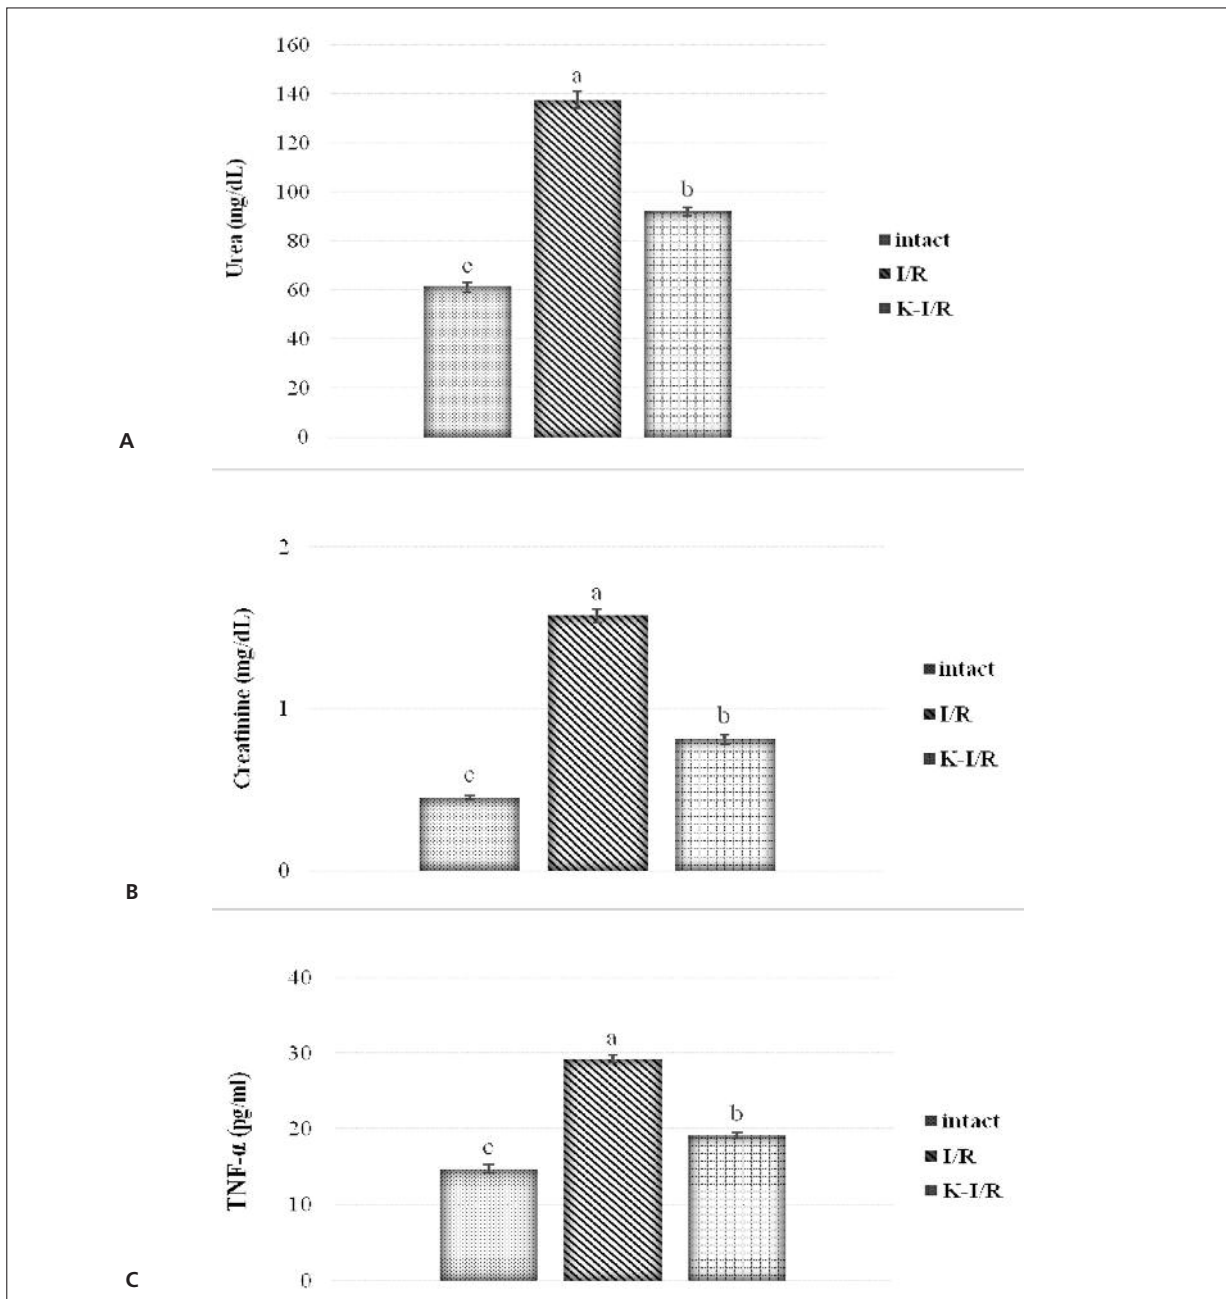 160
a
140
120
b
100
Urea (mg/dL)
80
c
60
40
20
0
intact
I/R
K-I/R
A
2
a
Creatinine (mg/dL)
1
b
c
0
intact
I/R
K-I/R
B
40
a
30
TNF-α (pg/ml)
b
20
c
10
0
intact
I/R
K-I/R
C